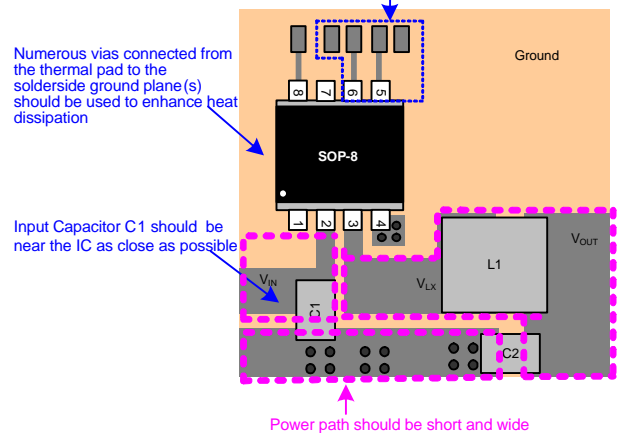 Numerous vias connected from
the thermal pad to the
solderside ground plane(s)
should be used to enhance heat
dissipation
Ground
8 7 6 5
SOP-8
1 2 3 4
Input Capacitor C1 should be
near the IC as close as possible
VIN
C1
VLX
L1
VOUT
C2
Power path should be short and wide